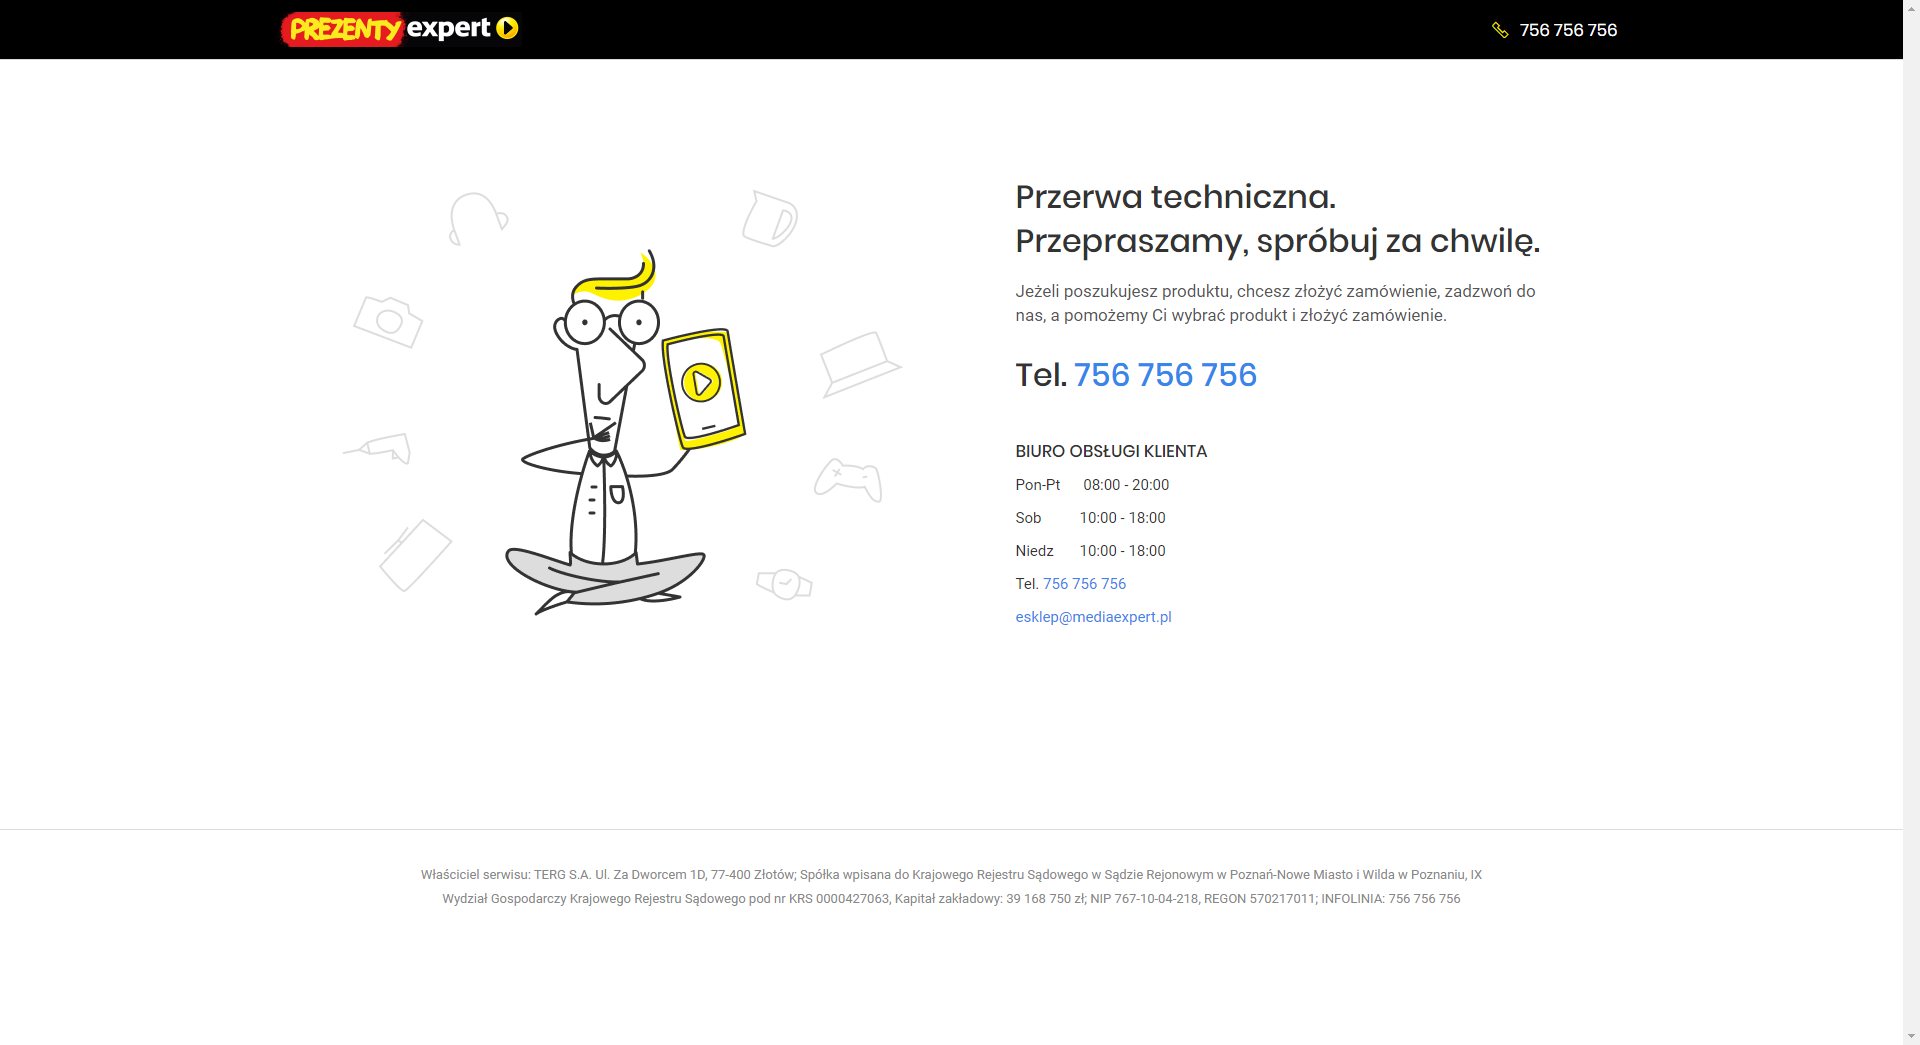 PREZENTY expert
756 756 756
Przerwa techniczna.
Przepraszamy, spróbuj za chwilę.
Jeżeli poszukujesz produktu, chcesz złożyć zamówienie, zadzwoń do
nas, a pomożemy Ci wybrać produkt i złożyć zamówienie.
Tel. 756 756 756
BIURO OBSŁUGI KLIENTA
Pon-Pt 08:00 - 20:00
Sob 10:00 - 18:00
Niedz 10:00 - 18:00
Tel. 756 756 756
esklep@mediaexpert.pl
Właściciel serwisu: TERG S.A. Ul. Za Dworcem 1D, 77-400 Złotów; Spółka wpisana do Krajowego Rejestru Sądowego w Sądzie Rejonowym w Poznań-Nowe Miasto i Wilda w Poznaniu, IX
Wydział Gospodarczy Krajowego Rejestru Sądowego pod nr KRS 0000427063, Kapitał zakładowy: 39 168 750 zł; NIP 767-10-04-218, REGON 570217011; INFOLINIA: 756 756 756